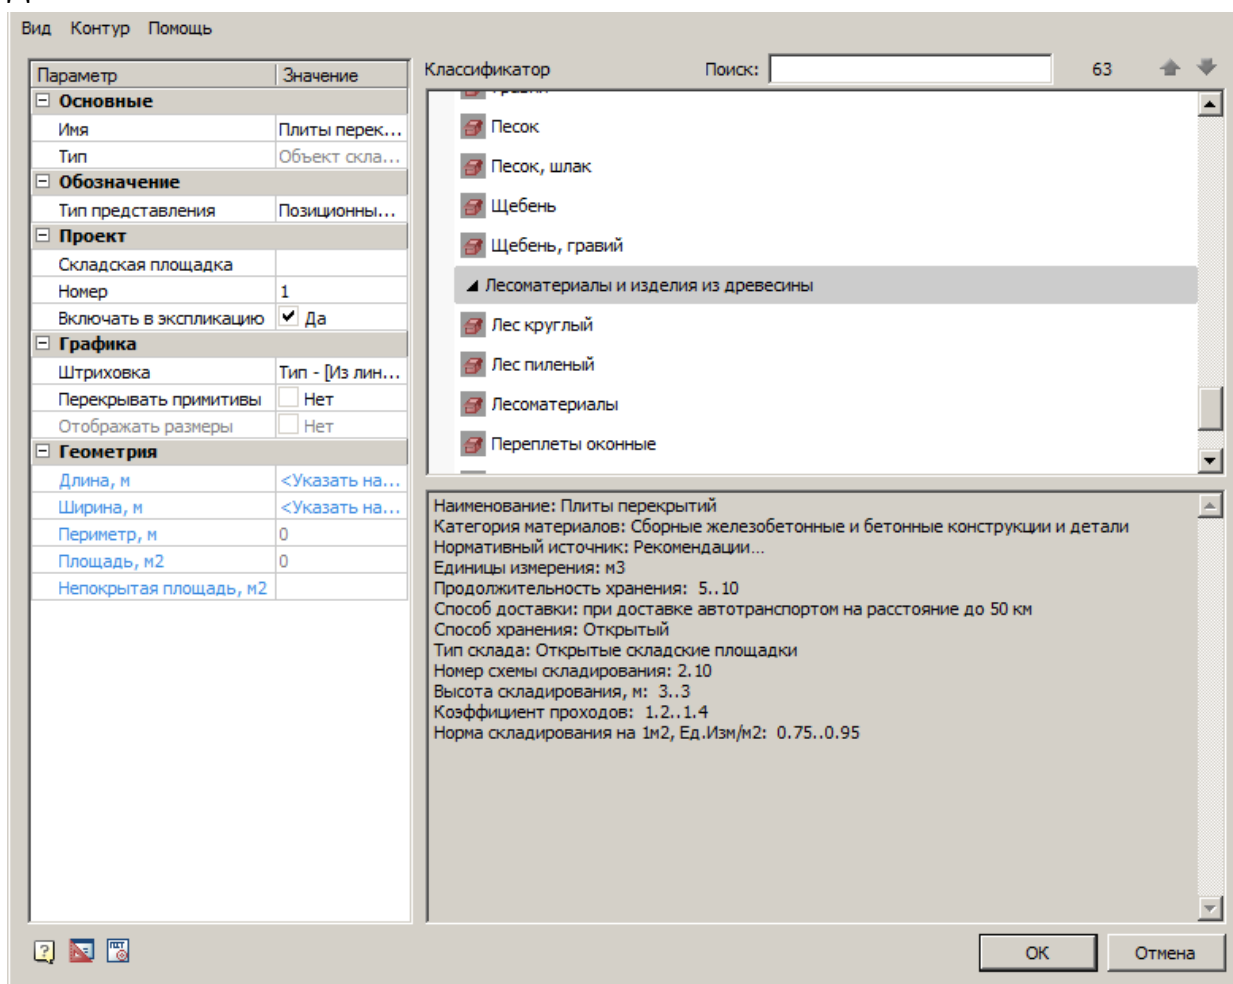 Вид Контур Помощь
Параметр Значение
Основные
Имя Плиты перек...
Тип Объект скла...
Обозначение
Тип представления Позиционны...
Проект
Складская площадка
Номер 1
Включать в экспликацию Да
Графика
Штриховка Тип - [Из лин...
Перекрывать примитивы Нет
Отображать размеры Нет
Геометрия
Длина, м <Указать на...
Ширина, м <Указать на...
Периметр, м 0
Площадь, м2 0
Непокрытая площадь, м2
Классификатор Поиск: 63
Песок
Песок, шлак
Щебень
Щебень, гравий
Лесоматериалы и изделия из древесины
Лес круглый
Лес пиленый
Лесоматериалы
Переплеты оконные
Наименование: Плиты перекрытий
Категория материалов: Сборные железобетонные и бетонные конструкции и детали
Нормативный источник: Рекомендации...
Единицы измерения: м3
Продолжительность хранения: 5..10
Способ доставки: при доставке автотранспортом на расстояние до 50 км
Способ хранения: Открытый
Тип склада: Открытые складские площадки
Номер схемы складирования: 2.10
Высота складирования, м: 3..3
Коэффициент проходов: 1.2..1.4
Норма складирования на 1м2, Ед.Изм/м2: 0.75..0.95
ОК Отмена